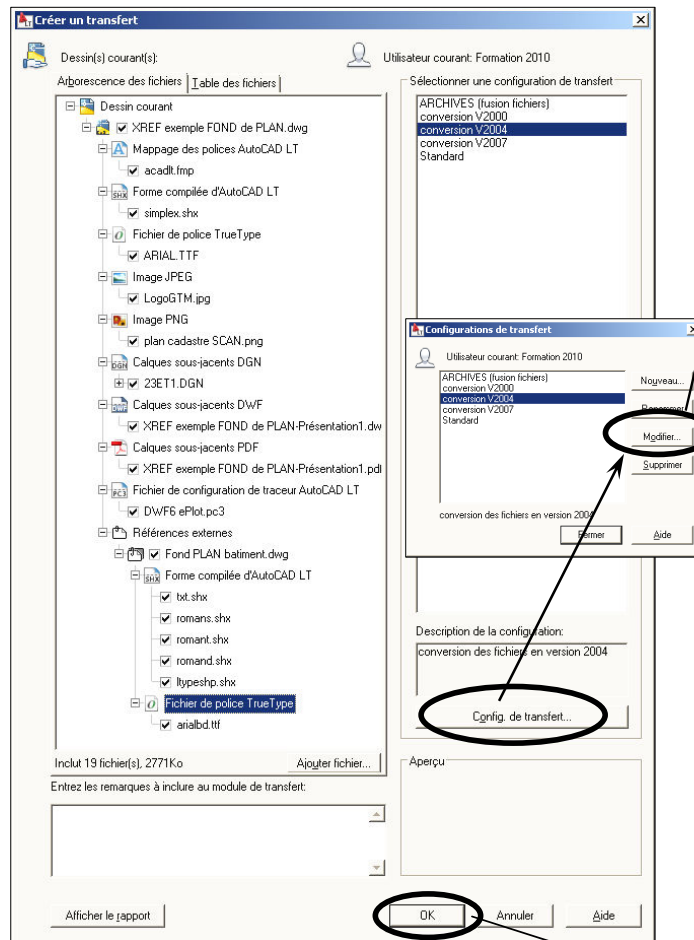 Créer un transfert
Dessin(s) courant(s):
Utilisateur courant: Formation 2010
Arborescence des fichiers
Table des fichiers
Dessin courant
XREF exemple FOND de PLAN.dwg
Mappage des polices AutoCAD LT
acadlt.fmp
Forme compilée d'AutoCAD LT
simplex.shx
Fichier de police TrueType
ARIAL.TTF
Image JPEG
LogoGTM.jpg
Image PNG
plan cadastre SCAN.png
Calques sous-jacents DGN
23ET1.DGN
Calques sous-jacents DWF
XREF exemple FOND de PLAN-Présentation1.dw
Calques sous-jacents PDF
XREF exemple FOND de PLAN-Présentation1.pdf
Fichier de configuration de traceur AutoCAD LT
DWF6 ePlot.pc3
Références externes
Fond PLAN batiment.dwg
Forme compilée d'AutoCAD LT
txt.shx
romans.shx
romant.shx
romand.shx
ltypeshp.shx
Fichier de police TrueType
arialbd.ttf
Inclut 19 fichier(s), 2771Ko
Ajouter fichier...
Entrez les remarques à inclure au module de transfert:
Afficher le rapport
Sélectionner une configuration de transfert
ARCHIVES (fusion fichiers)
conversion V2000
conversion V2004
conversion V2007
Standard
Configurations de transfert
Utilisateur courant: Formation 2010
ARCHIVES (fusion fichiers)
conversion V2000
conversion V2004
conversion V2007
Standard
Nouveau...
Renommer
Modifier...
Supprimer
conversion des fichiers en version 2004
Fermer
Aide
Description de la configuration:
conversion des fichiers en version 2004
Config. de transfert...
Aperçu
OK
Annuler
Aide